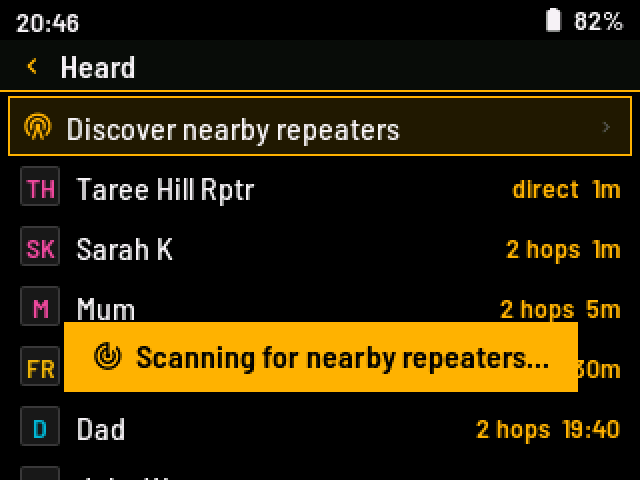 20:46 82%
Heard
Discover nearby repeaters
TH Taree Hill Rptr direct 1m
SK Sarah K 2 hops 1m
M Mum 2 hops 5m
FR 30m
Scanning for nearby repeaters...
D Dad 2 hops 19:40